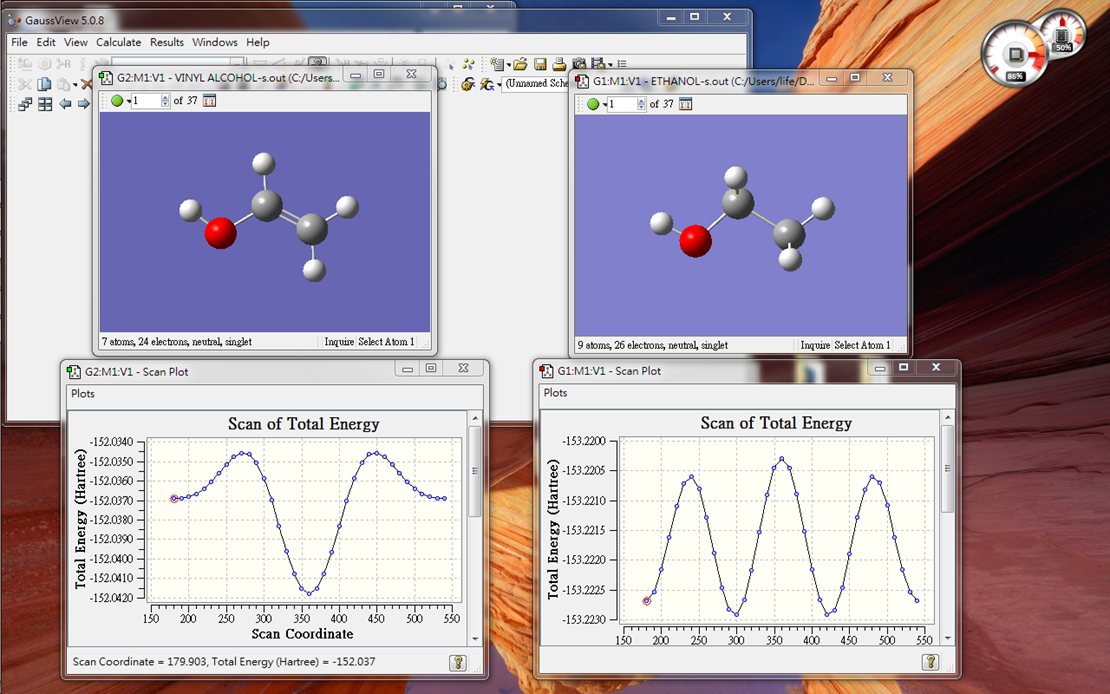 GaussView 5.0.8
File Edit View Calculate Results Windows Help
(Unnamed Sche
G2:M1:V1 - VINYL ALCOHOL-s.out (C:/Users...
1 of 37
7 atoms, 24 electrons, neutral, singlet
Inquire Select Atom 1
G1:M1:V1 - ETHANOL-s.out (C:/Users/life/D...
1 of 37
9 atoms, 26 electrons, neutral, singlet
Inquire Select Atom 1
86%
50%
G2:M1:V1 - Scan Plot
Plots
Scan of Total Energy
Total Energy (Hartree)
-152.0340
-152.0350
-152.0360
-152.0370
-152.0380
-152.0390
-152.0400
-152.0410
-152.0420
150 200 250 300 350 400 450 500 550
Scan Coordinate
Scan Coordinate = 179.903, Total Energy (Hartree) = -152.037
G1:M1:V1 - Scan Plot
Plots
Scan of Total Energy
Total Energy (Hartree)
-153.2200
-153.2205
-153.2210
-153.2215
-153.2220
-153.2225
-153.2230
150 200 250 300 350 400 450 500 550